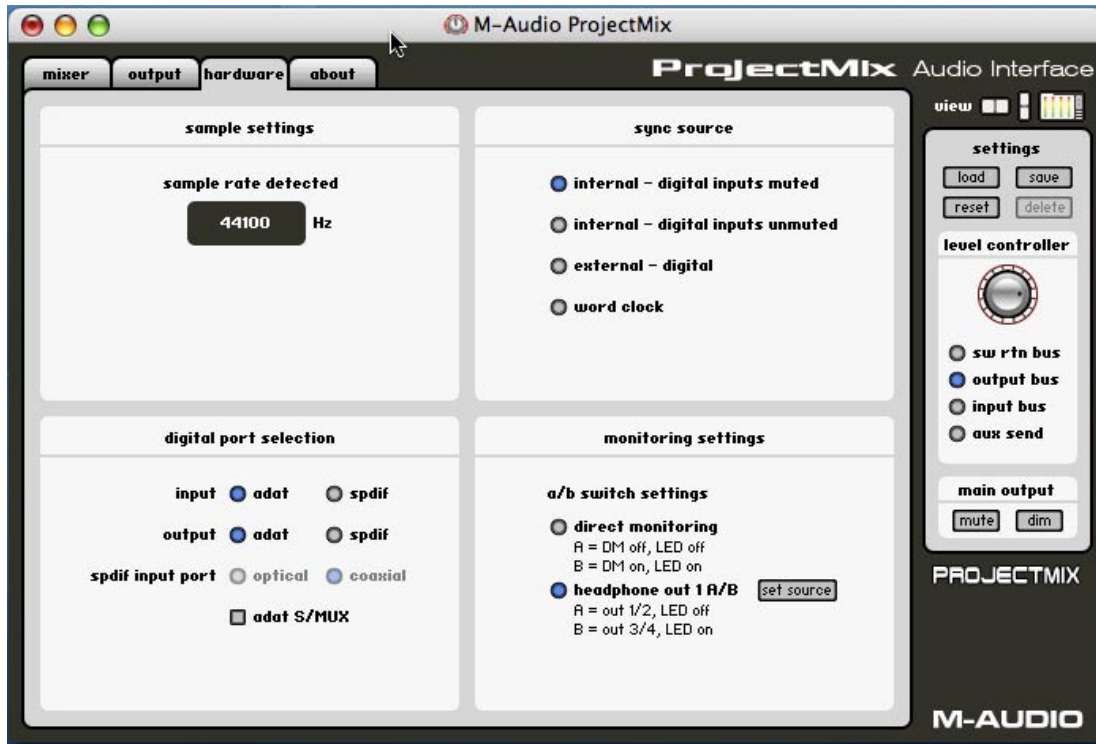 M-Audio ProjectMix
mixer
output
hardware
about
ProjectMix Audio Interface
view
sample settings
sample rate detected
44100 Hz
sync source
internal - digital inputs muted
internal - digital inputs unmuted
external - digital
word clock
digital port selection
input adat spdif
output adat spdif
spdif input port optical coaxial
adat S/MUX
monitoring settings
a/b switch settings
direct monitoring
A = DM off, LED off
B = DM on, LED on
headphone out 1 A/B set source
A = out 1/2, LED off
B = out 3/4, LED on
settings
load save
reset delete
level controller
sw rtn bus
output bus
input bus
aux send
main output
mute dim
PROJECTMIX
M-AUDIO